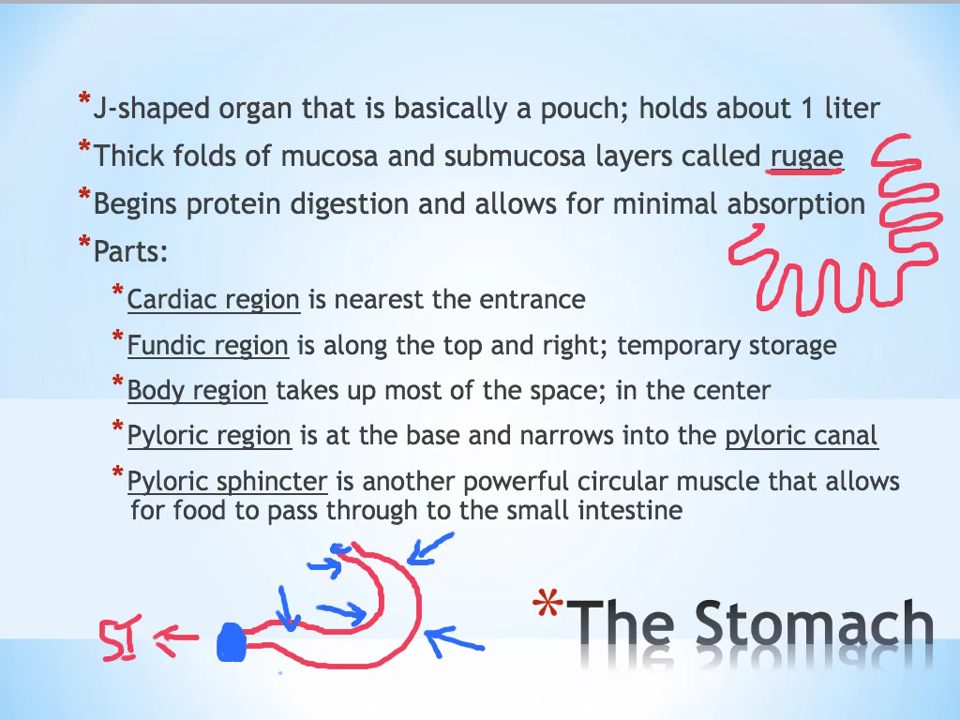 *J-shaped organ that is basically a pouch; holds about 1 liter
*Thick folds of mucosa and submucosa layers called rugae
*Begins protein digestion and allows for minimal absorption
*Parts:
*Cardiac region is nearest the entrance
*Fundic region is along the top and right; temporary storage
*Body region takes up most of the space; in the center
*Pyloric region is at the base and narrows into the pyloric canal
*Pyloric sphincter is another powerful circular muscle that allows
for food to pass through to the small intestine
SI
*The Stomach